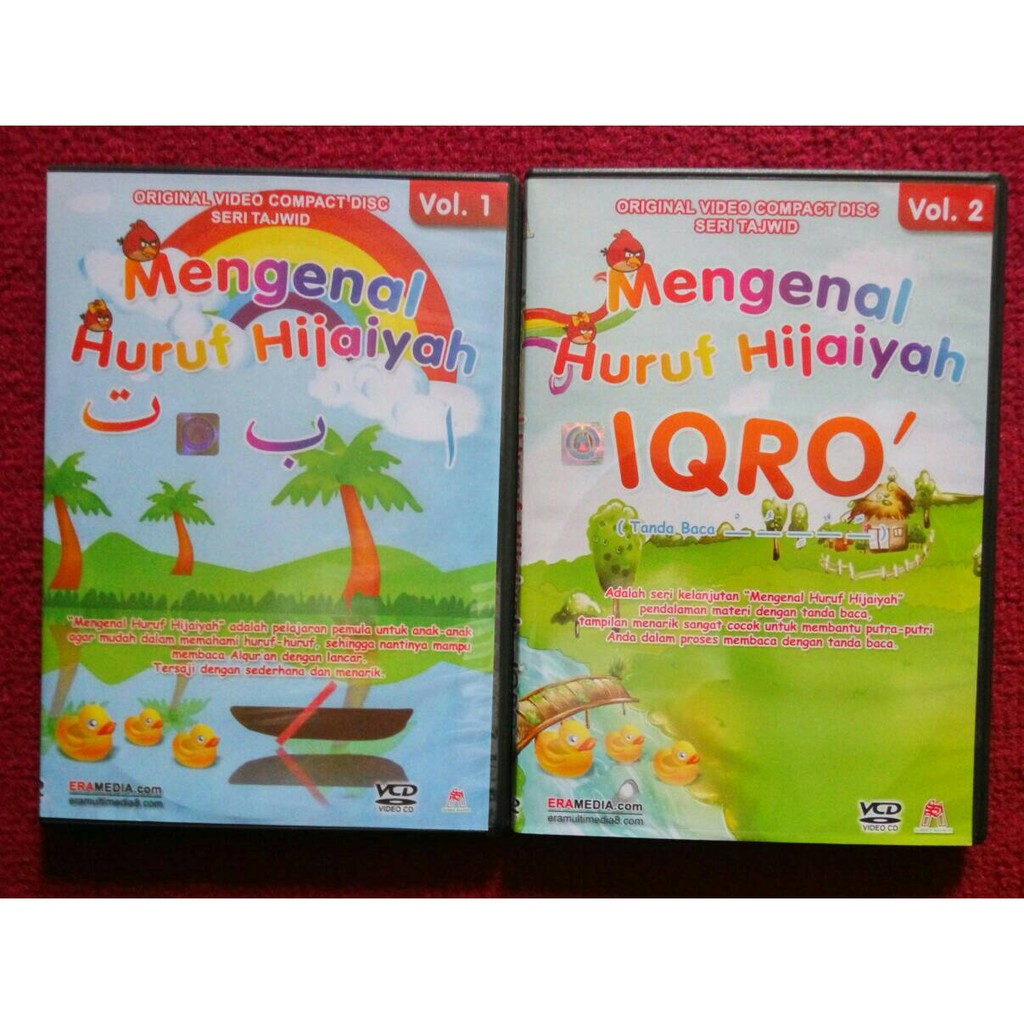 ORIGINAL VIDEO COMPACT DISC
SERI TAJWID
Vol. 1
Mengenal
Huruf Hijaiyah
ا ب ت
"Mengenal Huruf Hijaiyah" adalah pelajaran pemula untuk anak-anak
agar mudah dalam memahami huruf-huruf, sehingga nantinya mampu
membaca Alqur'an dengan lancar.
Tersaji dengan sederhana dan menarik.
ERAMEDIA.com
eramultimedia8.com
VCD
VIDEO CD
ORIGINAL VIDEO COMPACT DISC
SERI TAJWID
Vol. 2
Mengenal
Huruf Hijaiyah
IQRO'
( Tanda Baca )
Adalah seri kelanjutan "Mengenal Huruf Hijaiyah"
pendalaman materi dengan tanda baca,
tampilan menarik sangat cocok untuk membantu putra-putri
Anda dalam proses membaca dengan tanda baca.
ERAMEDIA.com
eramultimedia8.com
VCD
VIDEO CD